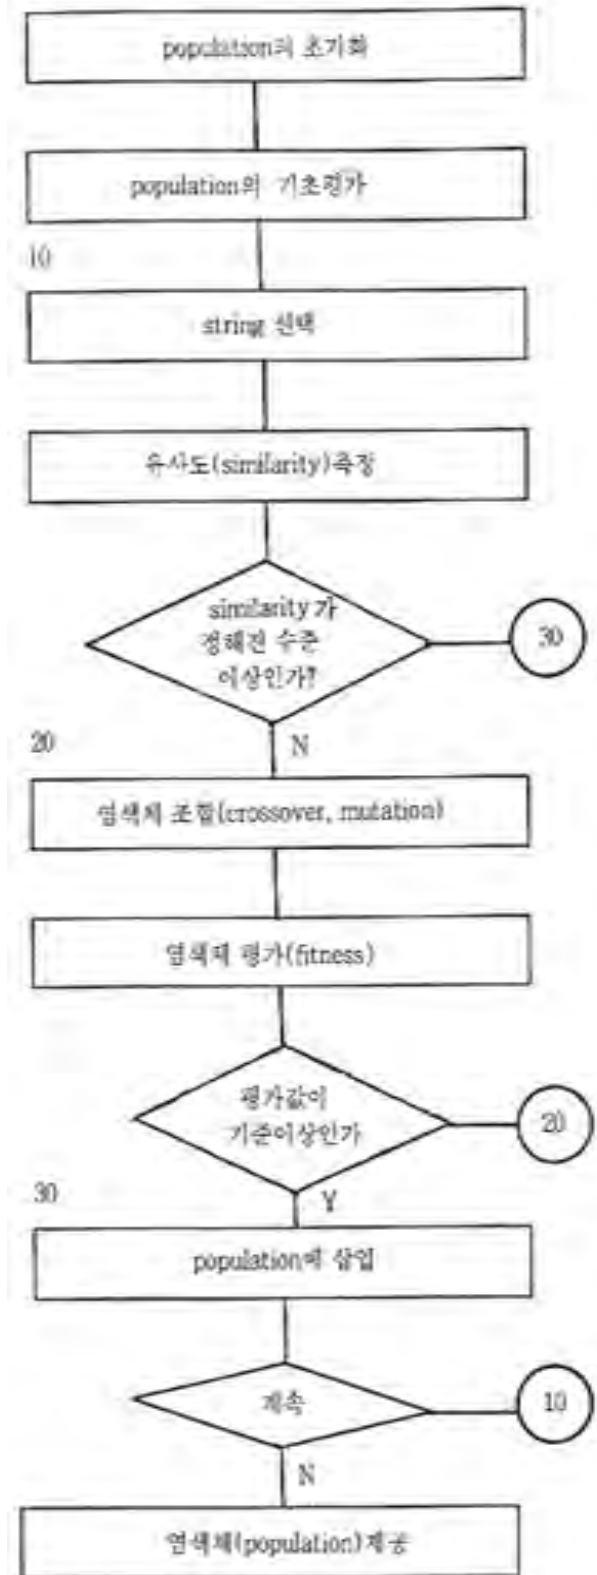 population의 초기화
population의 기초평가
10
string 선택
유사도(similarity)측정
similarity가
정해진 수준
이상인가?
30
20
N
염색체 조합(crossover, mutation)
염색체 평가(fitness)
평가값이
기준이상인가
20
30
Y
population에 삽입
계속
10
N
염색체(population)제공